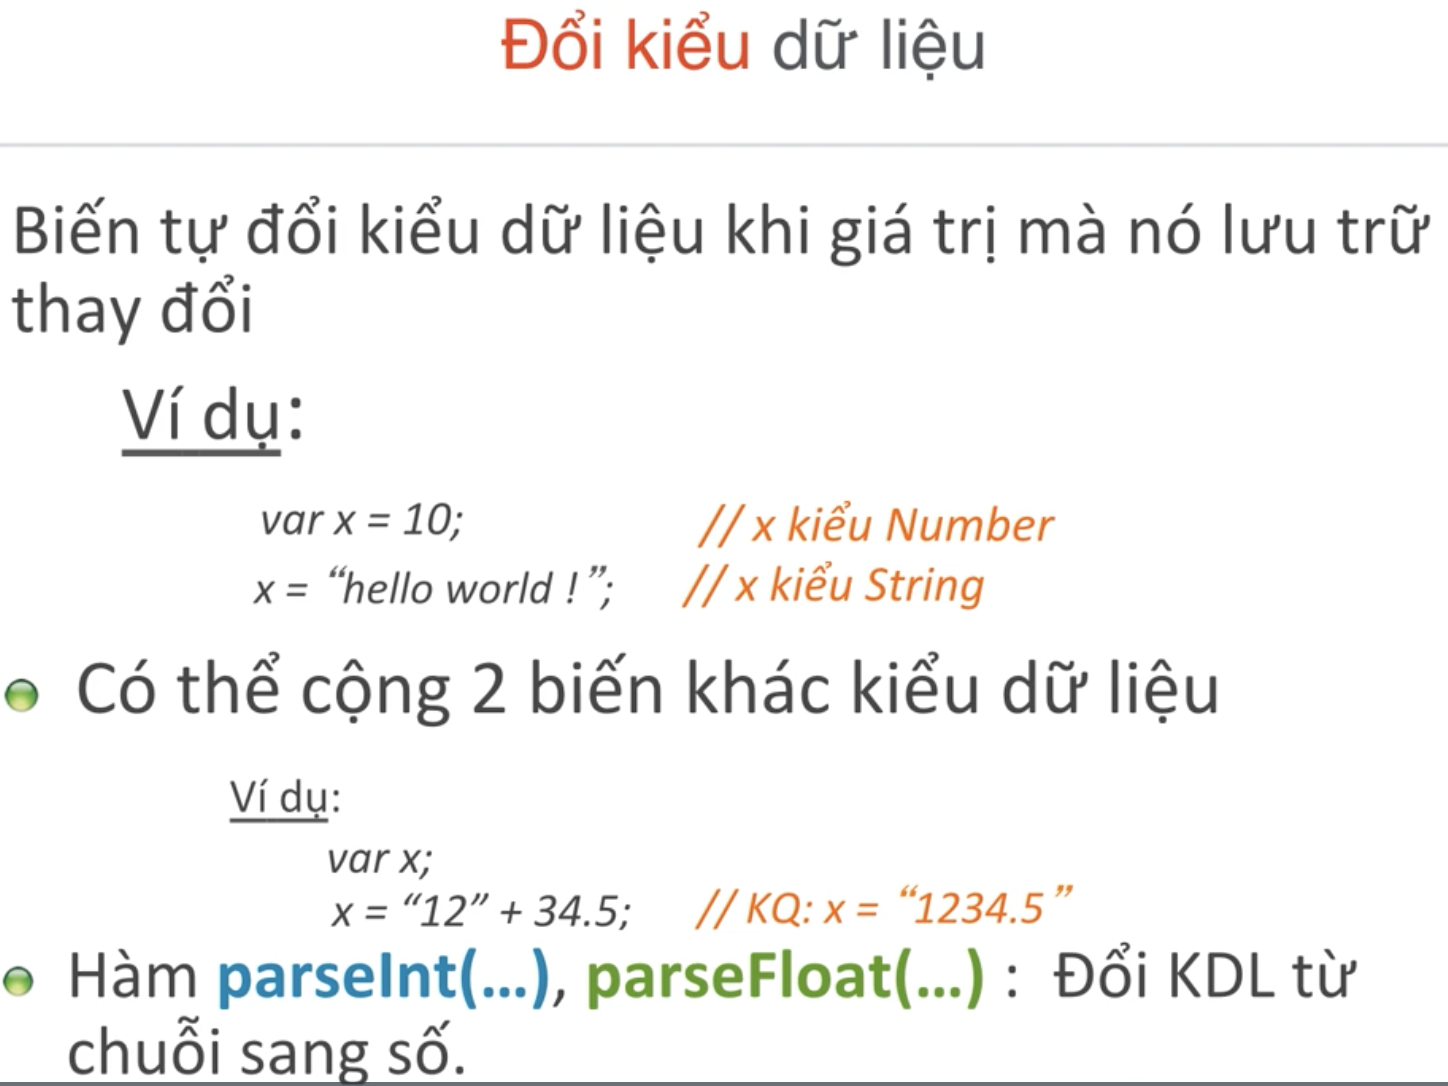 Đổi kiểu dữ liệu
Biến tự đổi kiểu dữ liệu khi giá trị mà nó lưu trữ
thay đổi
Ví dụ:
var x = 10; // x kiểu Number
x = “hello world !”; // x kiểu String
Có thể cộng 2 biến khác kiểu dữ liệu
Ví dụ:
var x;
x = “12” + 34.5; // KQ: x = “1234.5”
Hàm parseInt(...), parseFloat(...) : Đổi KDL từ
chuỗi sang số.